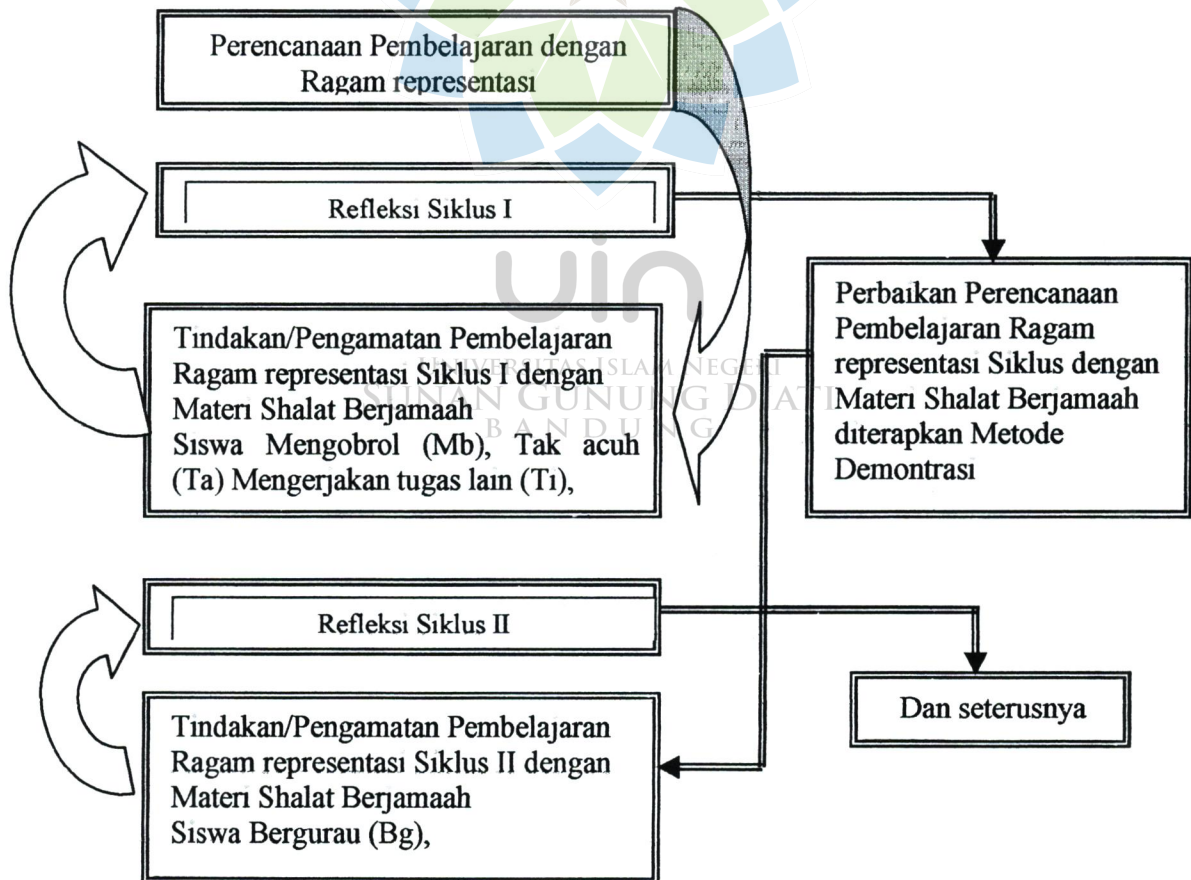 Perencanaan Pembelajaran dengan
Ragam representasi
Refleksi Siklus I
Tindakan/Pengamatan Pembelajaran
Ragam representasi Siklus I dengan
Materi Shalat Berjamaah
Siswa Mengobrol (Mb), Tak acuh
(Ta) Mengerjakan tugas lain (Ti),
Perbaikan Perencanaan
Pembelajaran Ragam
representasi Siklus dengan
Materi Shalat Berjamaah
diterapkan Metode
Demontrasi
uin
UNIVERSITAS ISLAM NEGERI
SUNAN GUNUNG DJATI
BANDUNG
Refleksi Siklus II
Dan seterusnya
Tindakan/Pengamatan Pembelajaran
Ragam representasi Siklus II dengan
Materi Shalat Berjamaah
Siswa Bergurau (Bg),